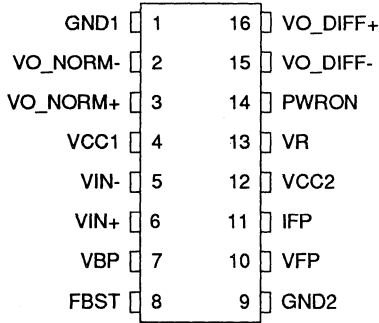 GND1 1 16 VO_DIFF+
VO_NORM- 2 15 VO_DIFF-
VO_NORM+ 3 14 PWRON
VCC1 4 13 VR
VIN- 5 12 VCC2
VIN+ 6 11 IFP
VBP 7 10 VFP
FBST 8 9 GND2